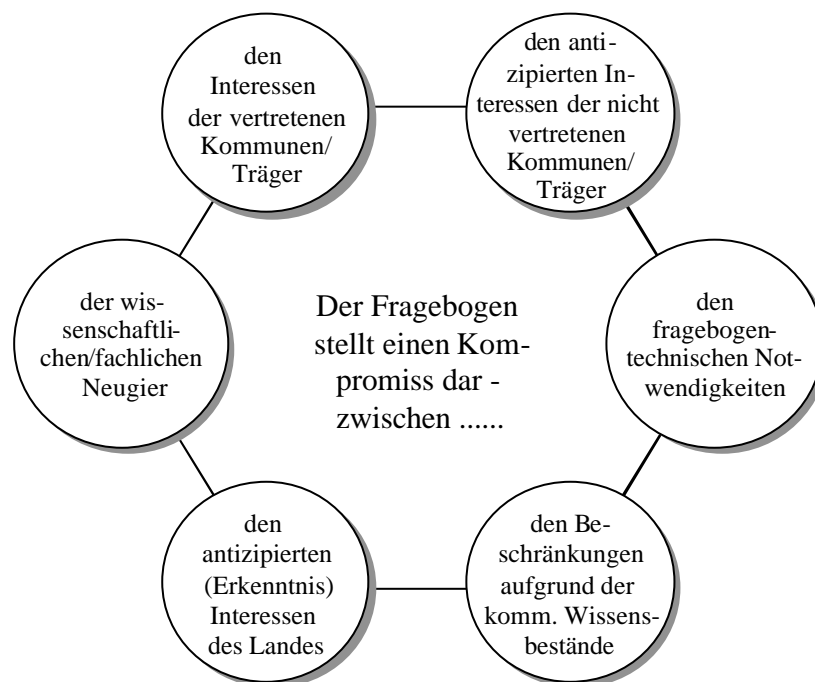 den
Interessen
der vertretenen
Kommunen/
Träger
den anti-
zipierten In-
teressen der nicht
vertretenen
Kommunen/
Träger
der wis-
senschaftli-
chen/fachlichen
Neugier
Der Fragebogen
stellt einen Kom-
promiss dar -
zwischen ......
den
fragebogen-
technischen Not-
wendigkeiten
den
antizipierten
(Erkenntnis)
Interessen
des Landes
den Be-
schränkungen
aufgrund der
komm. Wissens-
bestände